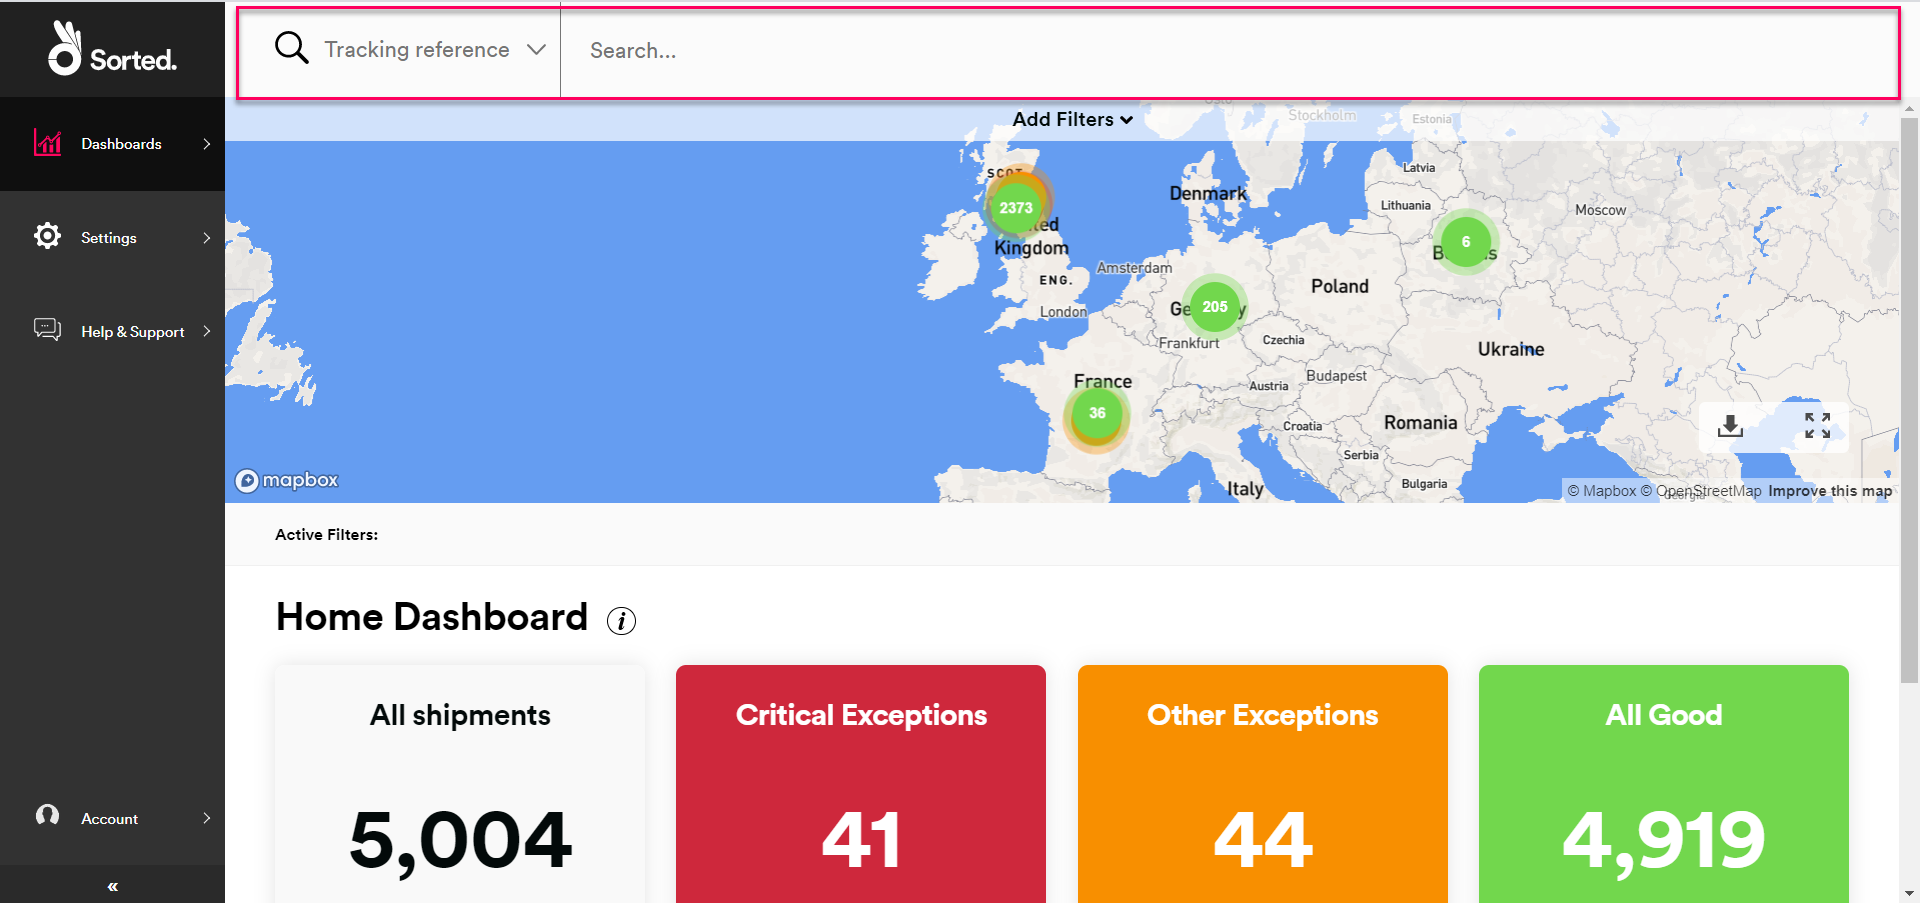 Sorted.
Tracking reference
Search...
Dashboards
Settings
Help & Support
Account
«
Add Filters
Oslo
Stockholm
Estonia
Latvia
SCOT
Denmark
Lithuania
Moscow
2373
ed
Kingdom
6
B s
Amsterdam
ENG.
Poland
London
Ge y
205
Frankfurt
Czechia
Ukraine
Budapest
France
Austria
36
Croatia
Romania
Serbia
mapbox
Italy
Bulgaria
Georgia
© Mapbox © OpenStreetMap Improve this map
Active Filters:
Home Dashboard i
All shipments
5,004
Critical Exceptions
41
Other Exceptions
44
All Good
4,919